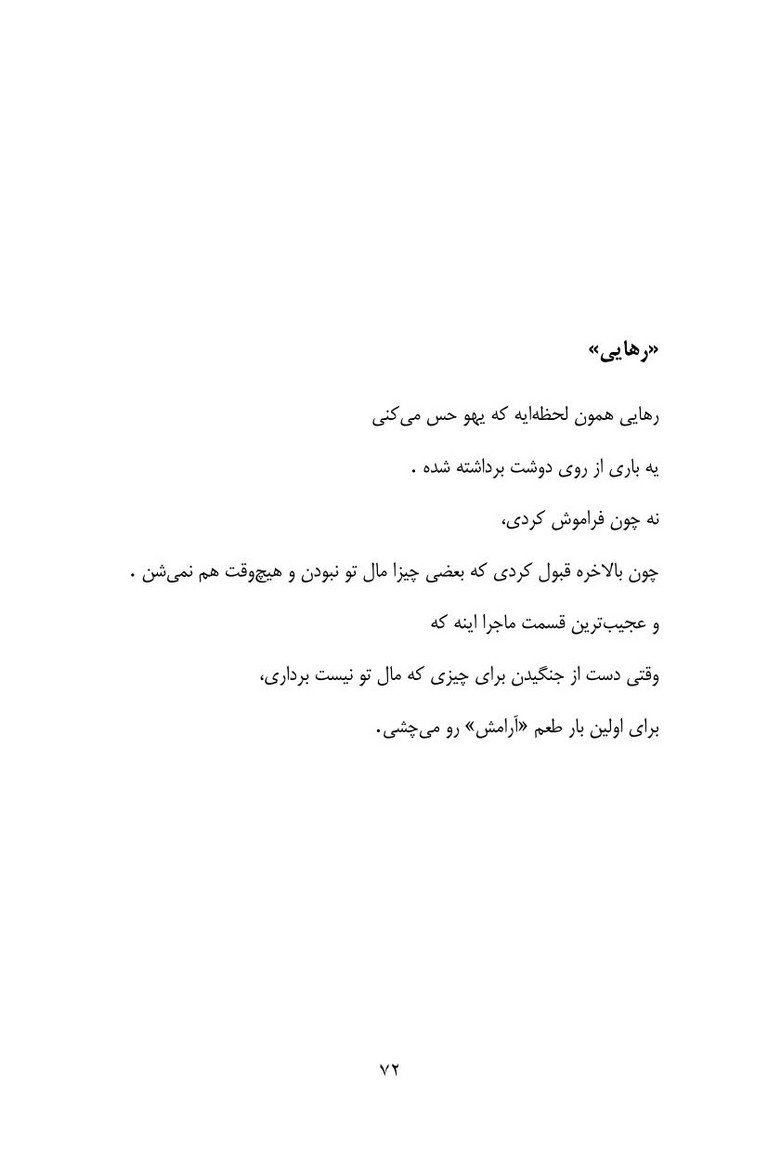 «رهایی»
رهایی همون لحظه‌ایه که یهو حس می‌کنی
یه باری از روی دوشت برداشته شده .
نه چون فراموش کردی،
چون بالاخره قبول کردی که بعضی چیزا مال تو نبودن و هیچ‌وقت هم نمی‌شن .
و عجیب‌ترین قسمت ماجرا اینه که
وقتی دست از جنگیدن برای چیزی که مال تو نیست برداری،
برای اولین بار طعم «آرامش» رو می‌چشی.
۷۲